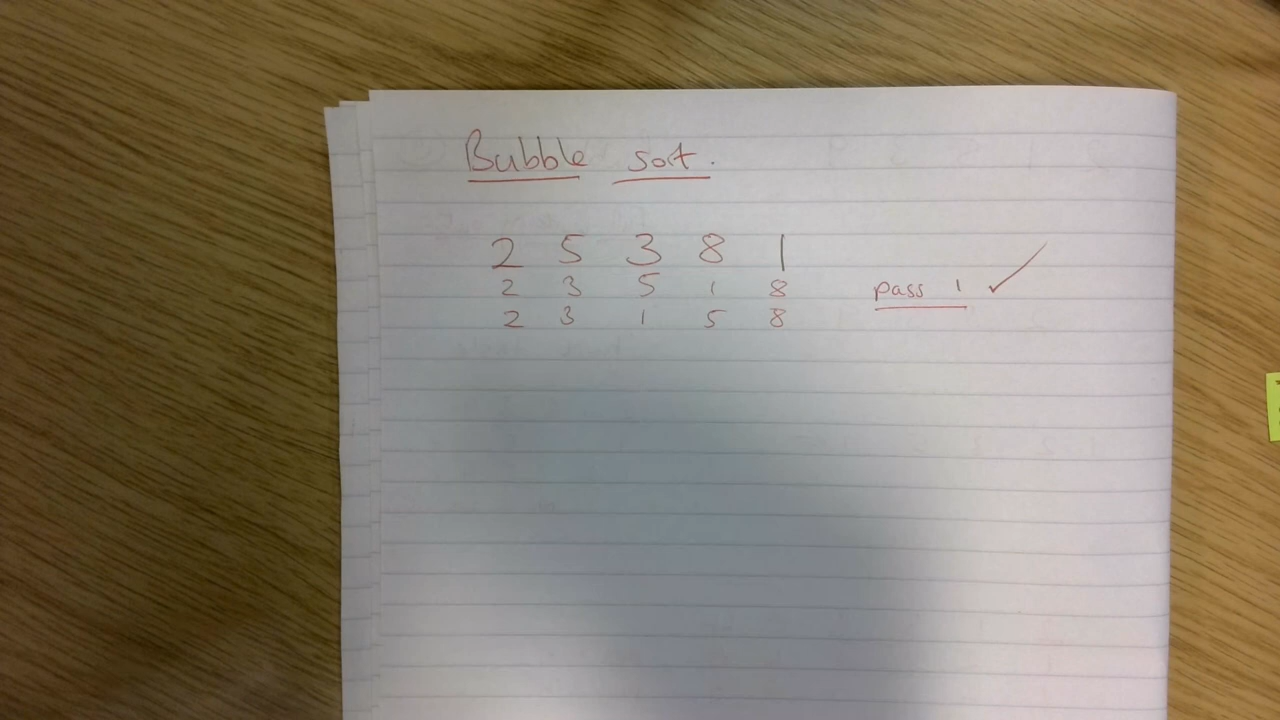 Bubble sort.
2 5 3 8 1
2 3 5 1 8 pass 1 ✓
2 3 1 5 8